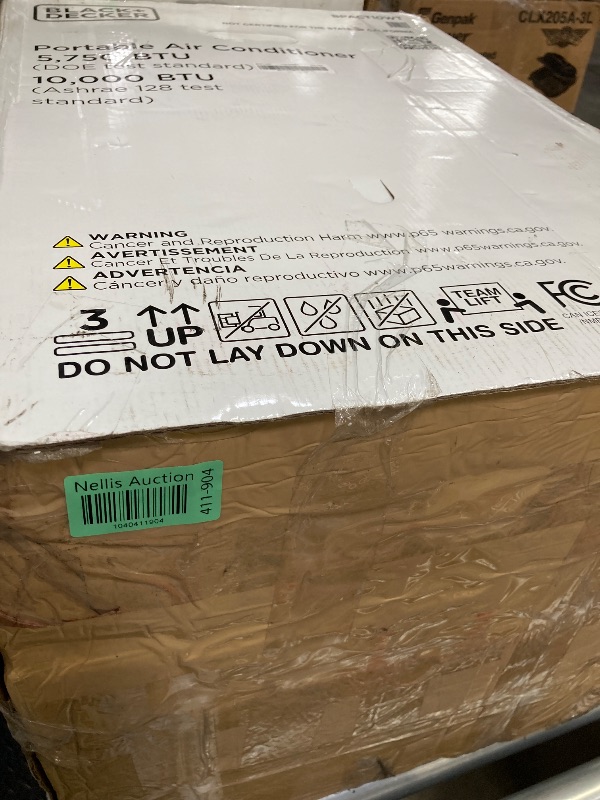 BLACK+
DECKER
Portable Air Conditioner
5,750 BTU
(DOE test standard)
10,000 BTU
(Ashrae 128 test
standard)
Genpak
CLX205A-3L
WARNING
Cancer and Reproduction Harm www.p65 warnings.ca.gov.
AVERTISSEMENT
Cancer Et Troubles De La Reproduction www.p65warnings.ca.gov.
ADVERTENCIA
Cáncer y daño reproductivo www.p65warnings.ca.gov.
3
UP
TEAM
LIFT
FC
DO NOT LAY DOWN ON THIS SIDE
Nellis Auction
1040411904
411-904